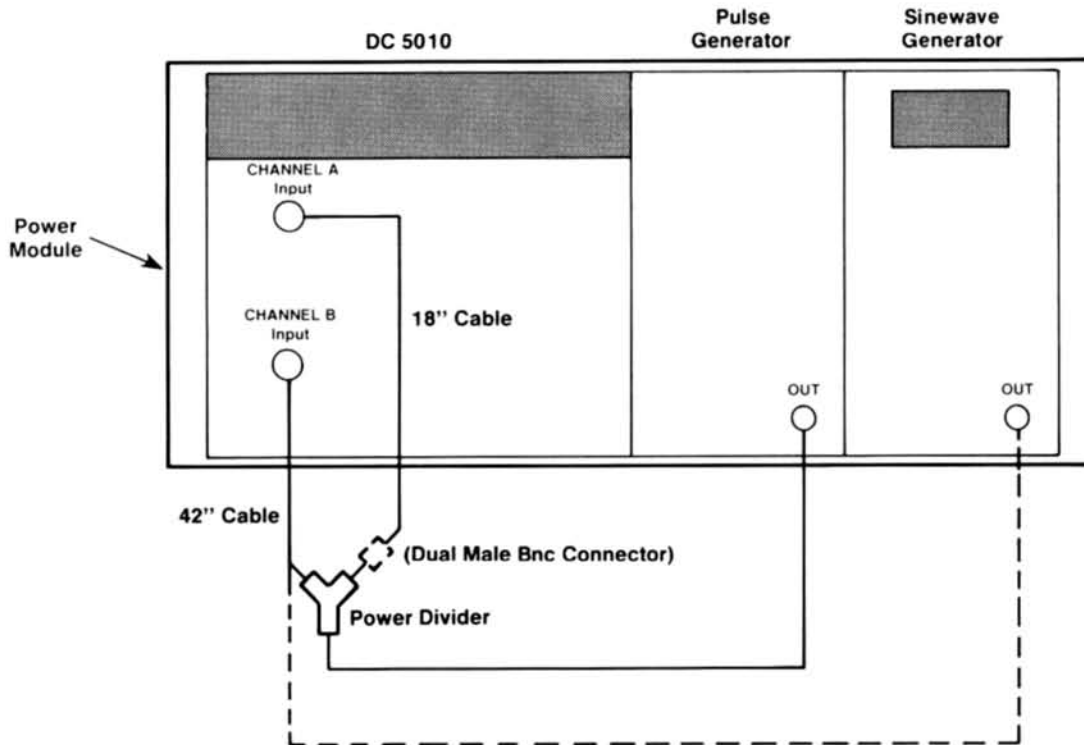 DC 5010
Pulse
Generator
Sinewave
Generator
CHANNEL A
Input
Power
Module
CHANNEL B
Input
18" Cable
OUT
OUT
42" Cable
(Dual Male Bnc Connector)
Power Divider